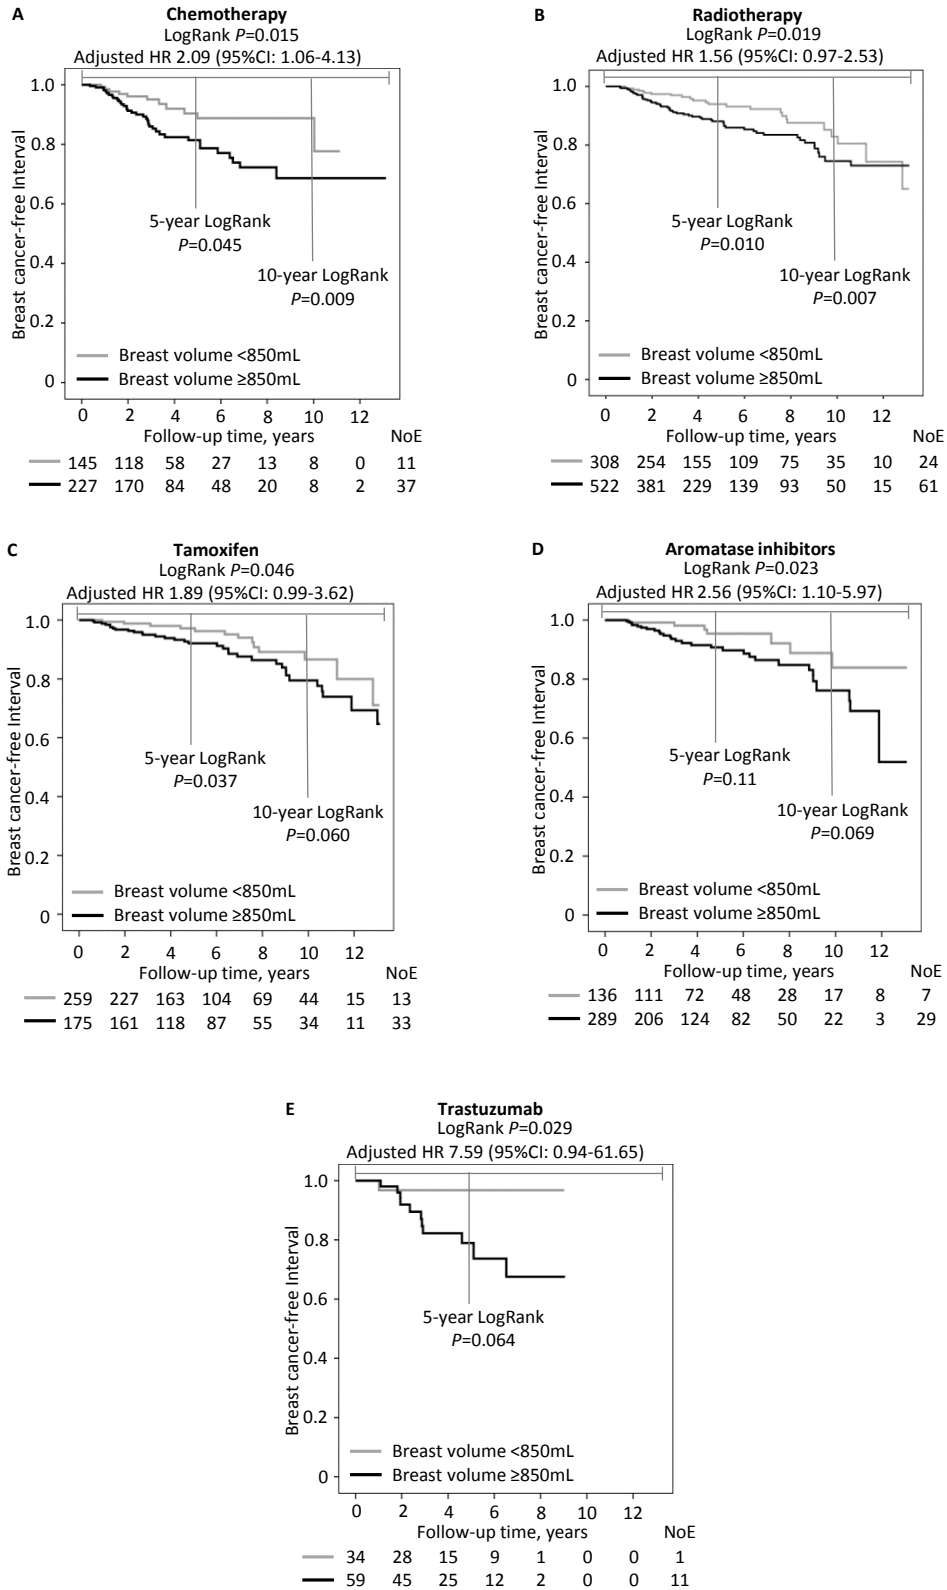 A
Chemotherapy
LogRank P=0.015
Adjusted HR 2.09 (95%CI: 1.06-4.13)
Breast cancer-free Interval
1.0
0.8
0.6
0.4
0.2
0
5-year LogRank
P=0.045
10-year LogRank
P=0.009
Breast volume <850mL
Breast volume ≥850mL
0 2 4 6 8 10 12
Follow-up time, years NoE
145 118 58 27 13 8 0 11
227 170 84 48 20 8 2 37
B
Radiotherapy
LogRank P=0.019
Adjusted HR 1.56 (95%CI: 0.97-2.53)
Breast cancer-free Interval
1.0
0.8
0.6
0.4
0.2
0
5-year LogRank
P=0.010
10-year LogRank
P=0.007
Breast volume <850mL
Breast volume ≥850mL
0 2 4 6 8 10 12
Follow-up time, years NoE
308 254 155 109 75 35 10 24
522 381 229 139 93 50 15 61
C
Tamoxifen
LogRank P=0.046
Adjusted HR 1.89 (95%CI: 0.99-3.62)
Breast cancer-free Interval
1.0
0.8
0.6
0.4
0.2
0
5-year LogRank
P=0.037
10-year LogRank
P=0.060
Breast volume <850mL
Breast volume ≥850mL
0 2 4 6 8 10 12
Follow-up time, years NoE
259 227 163 104 69 44 15 13
175 161 118 87 55 34 11 33
D
Aromatase inhibitors
LogRank P=0.023
Adjusted HR 2.56 (95%CI: 1.10-5.97)
Breast cancer-free Interval
1.0
0.8
0.6
0.4
0.2
0
5-year LogRank
P=0.11
10-year LogRank
P=0.069
Breast volume <850mL
Breast volume ≥850mL
0 2 4 6 8 10 12
Follow-up time, years NoE
136 111 72 48 28 17 8 7
289 206 124 82 50 22 3 29
E
Trastuzumab
LogRank P=0.029
Adjusted HR 7.59 (95%CI: 0.94-61.65)
Breast cancer-free Interval
1.0
0.8
0.6
0.4
0.2
0
5-year LogRank
P=0.064
Breast volume <850mL
Breast volume ≥850mL
0 2 4 6 8 10 12
Follow-up time, years NoE
34 28 15 9 1 0 0 1
59 45 25 12 2 0 0 11